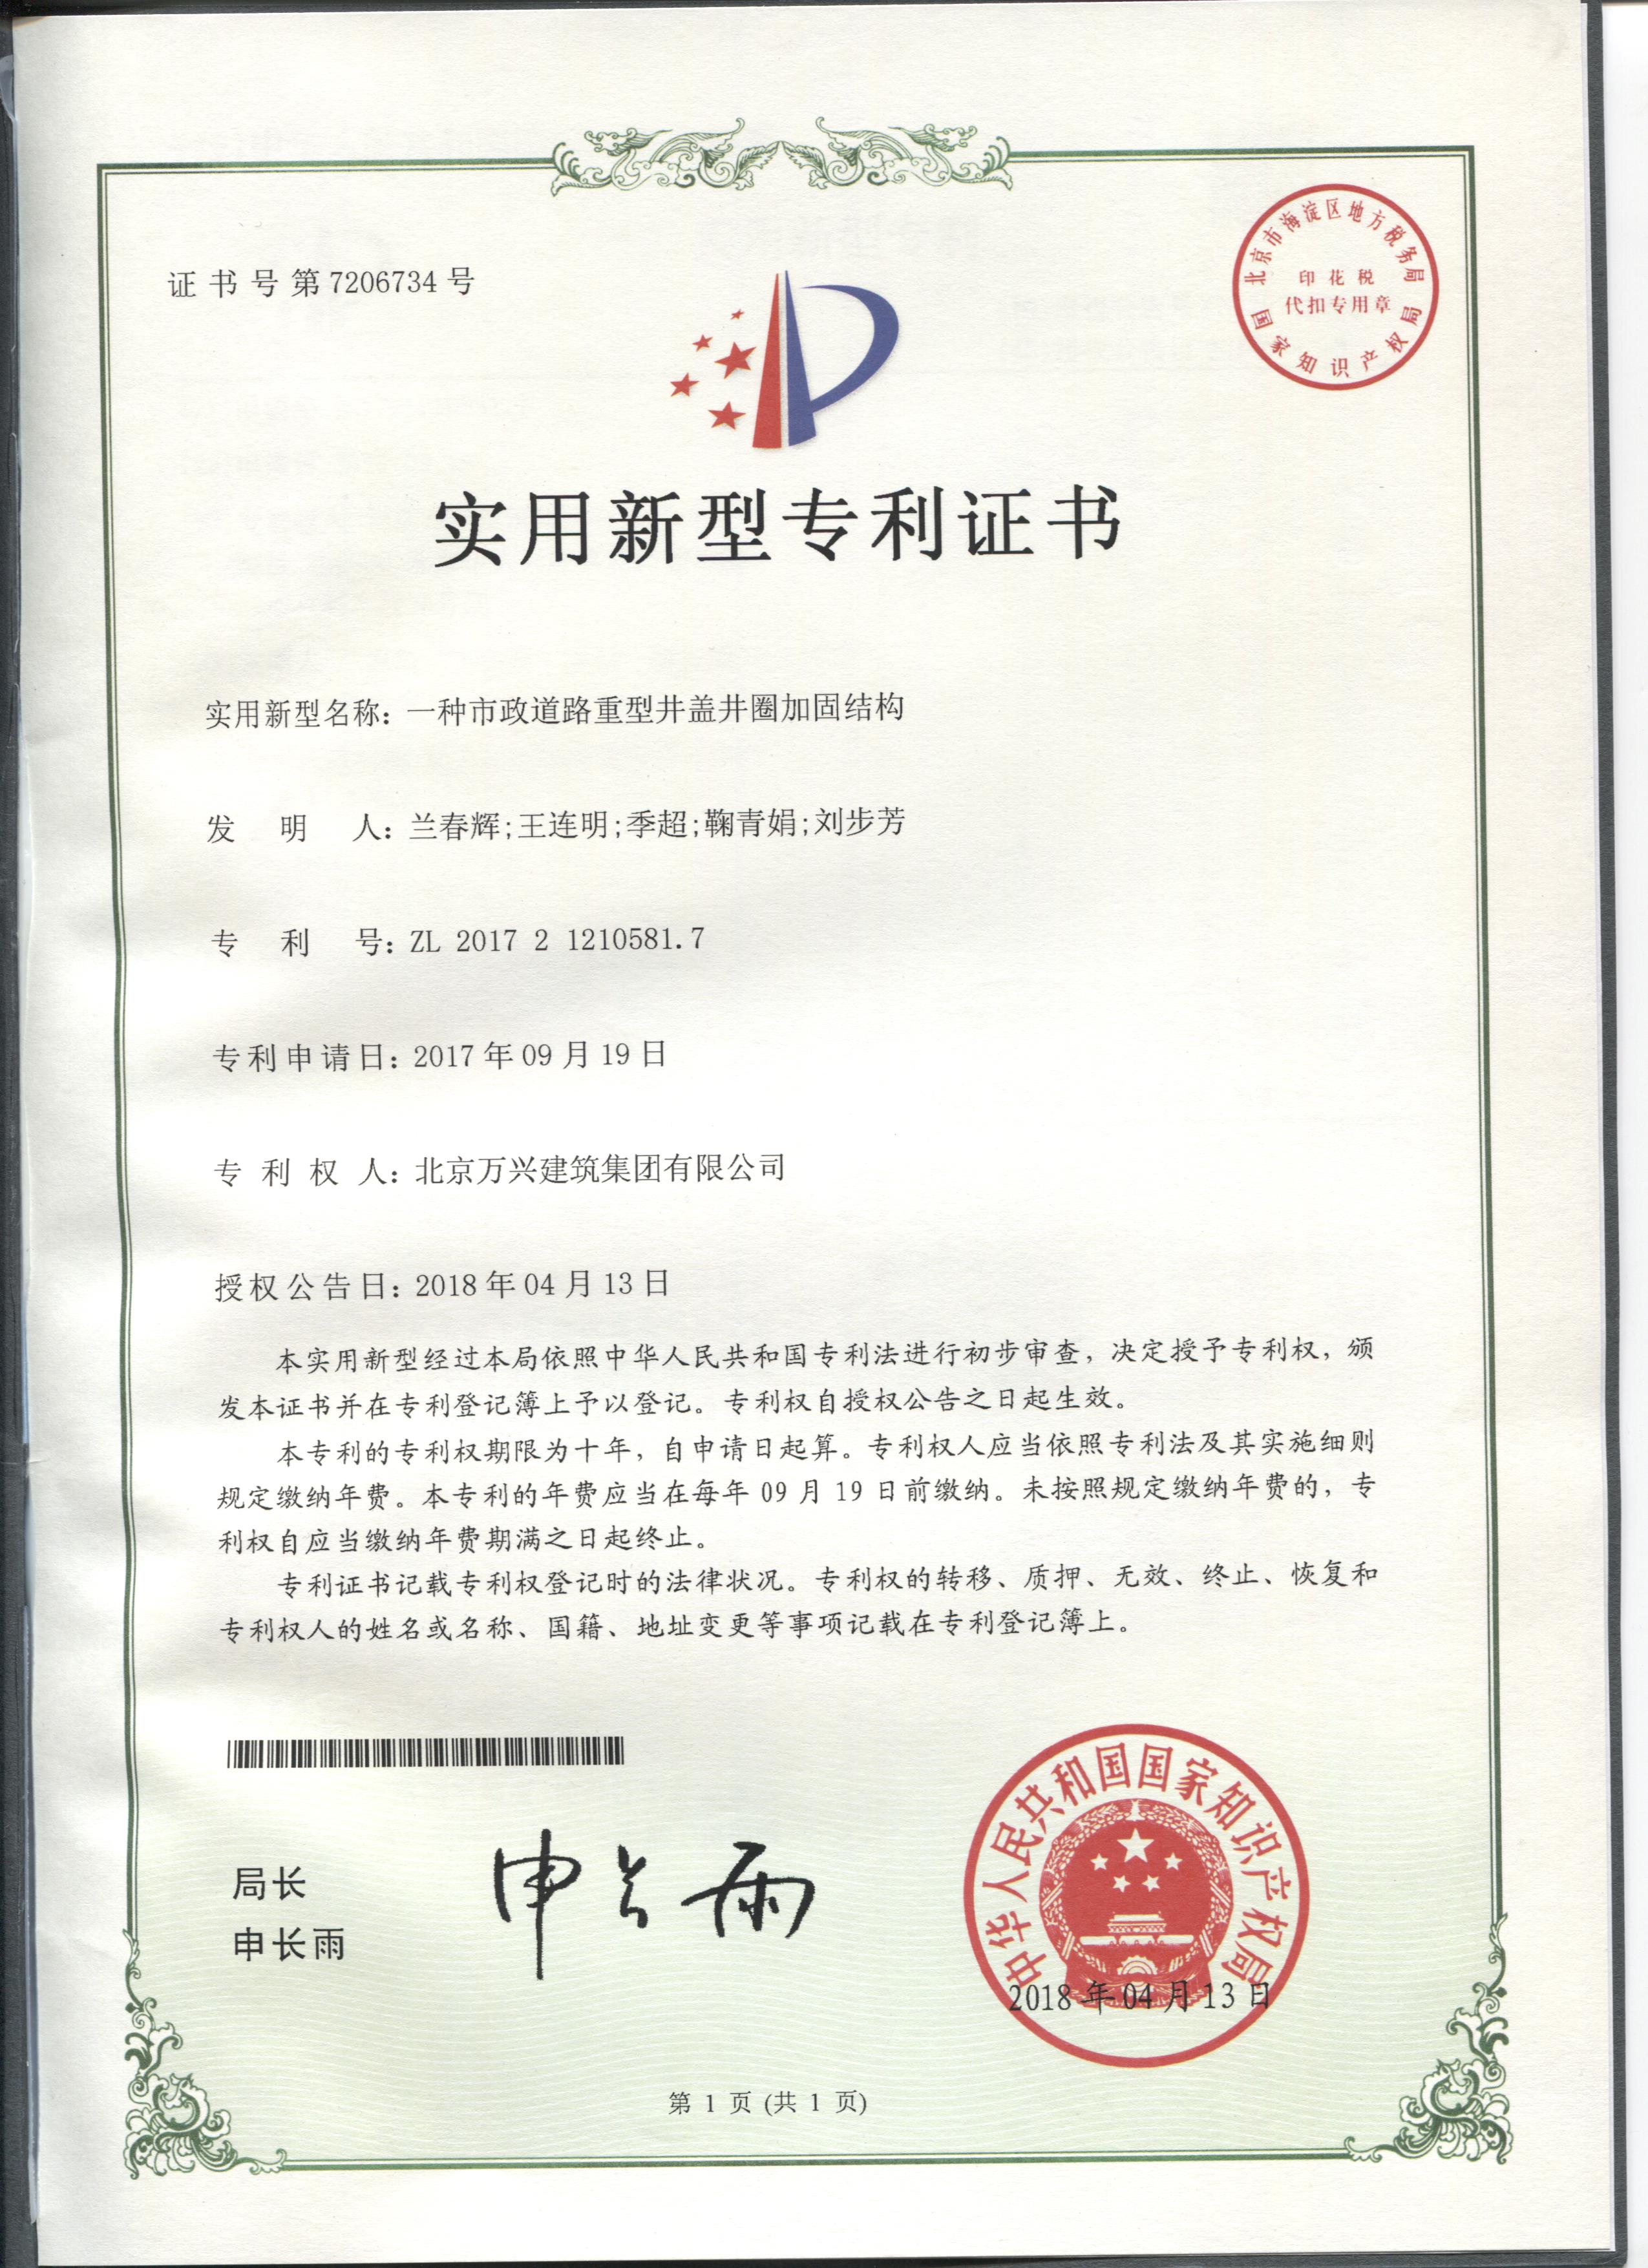 证书号第7206734号
北京市海淀区地方税务局
印花税
代扣专用章
国家知识产权局
实用新型专利证书
实用新型名称：一种市政道路重型井盖井圈加固结构
发明人：兰春辉;王连明;季超;鞠青娟;刘步芳
专利号：ZL 2017 2 1210581.7
专利申请日：2017年09月19日
专利权人：北京万兴建筑集团有限公司
授权公告日：2018年04月13日
本实用新型经过本局依照中华人民共和国专利法进行初步审查，决定授予专利权，颁
发本证书并在专利登记簿上予以登记。专利权自授权公告之日起生效。
本专利的专利权期限为十年，自申请日起算。专利权人应当依照专利法及其实施细则
规定缴纳年费。本专利的年费应当在每年09月19日前缴纳。未按照规定缴纳年费的，专
利权自应当缴纳年费期满之日起终止。
专利证书记载专利权登记时的法律状况。专利权的转移、质押、无效、终止、恢复和
专利权人的姓名或名称、国籍、地址变更等事项记载在专利登记簿上。
局长
申长雨
申长雨
中华人民共和国国家知识产权局
2018年04月13日
第 1 页 (共 1 页)